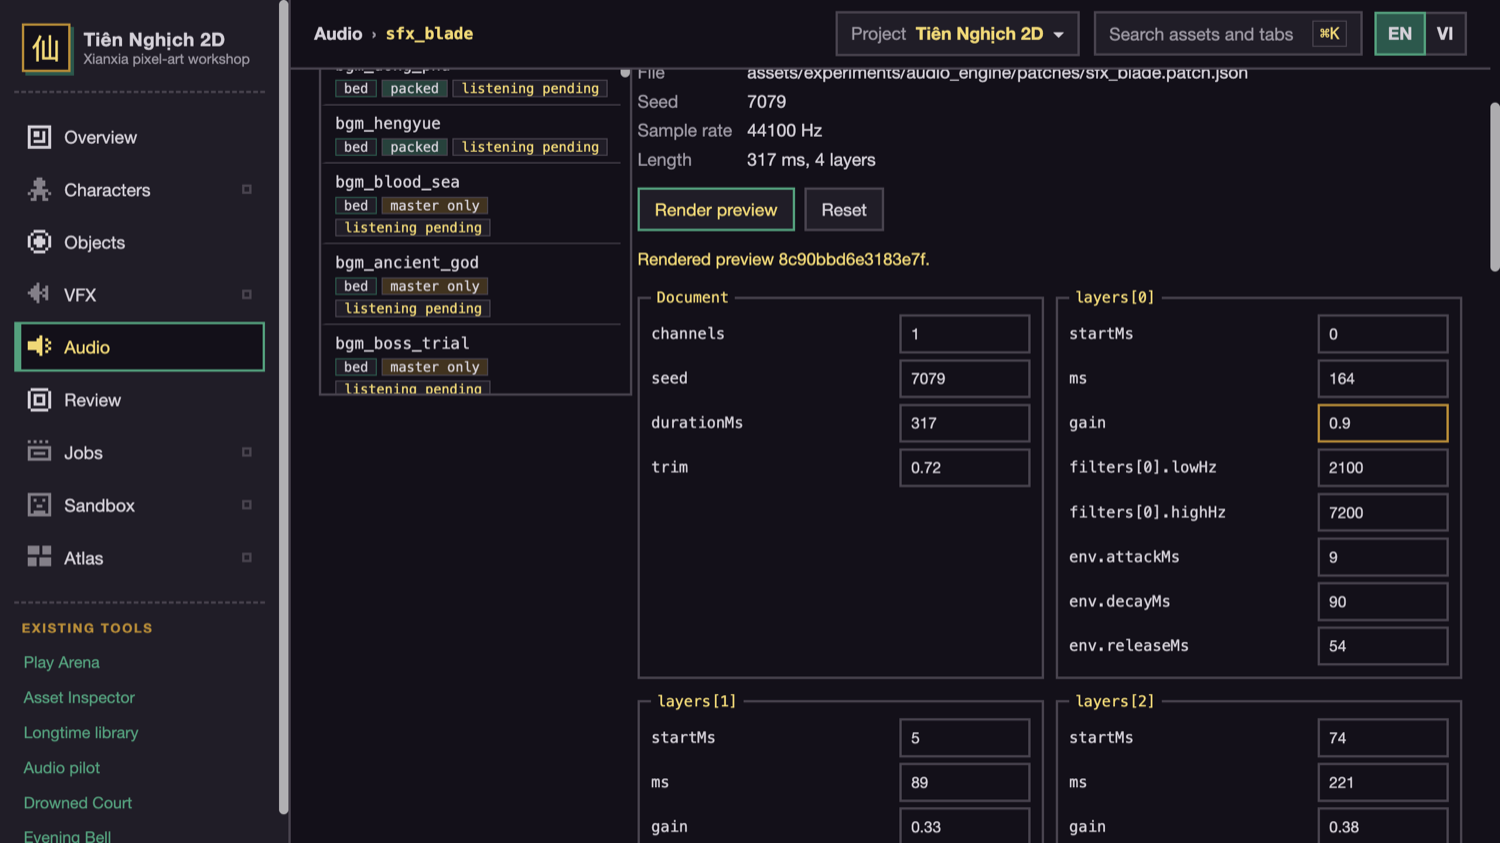 仙
Tiên Nghịch 2D
Xianxia pixel-art workshop
Overview
Characters
Objects
VFX
Audio
Review
Jobs
Sandbox
Atlas
EXISTING TOOLS
Play Arena
Asset Inspector
Longtime library
Audio pilot
Drowned Court
Evening Bell
Audio › sfx_blade
Project Tiên Nghịch 2D
Search assets and tabs ⌘K
EN VI
bed packed listening pending
bgm_hengyue
bed packed listening pending
bgm_blood_sea
bed master only
listening pending
bgm_ancient_god
bed master only
listening pending
bgm_boss_trial
bed master only
listening pending
File assets/experiments/audio_engine/patches/sfx_blade.patch.json
Seed 7079
Sample rate 44100 Hz
Length 317 ms, 4 layers
Render preview Reset
Rendered preview 8c90bbd6e3183e7f.
Document
channels 1
seed 7079
durationMs 317
trim 0.72
layers[0]
startMs 0
ms 164
gain 0.9
filters[0].lowHz 2100
filters[0].highHz 7200
env.attackMs 9
env.decayMs 90
env.releaseMs 54
layers[1]
startMs 5
ms 89
gain 0.33
layers[2]
startMs 74
ms 221
gain 0.38